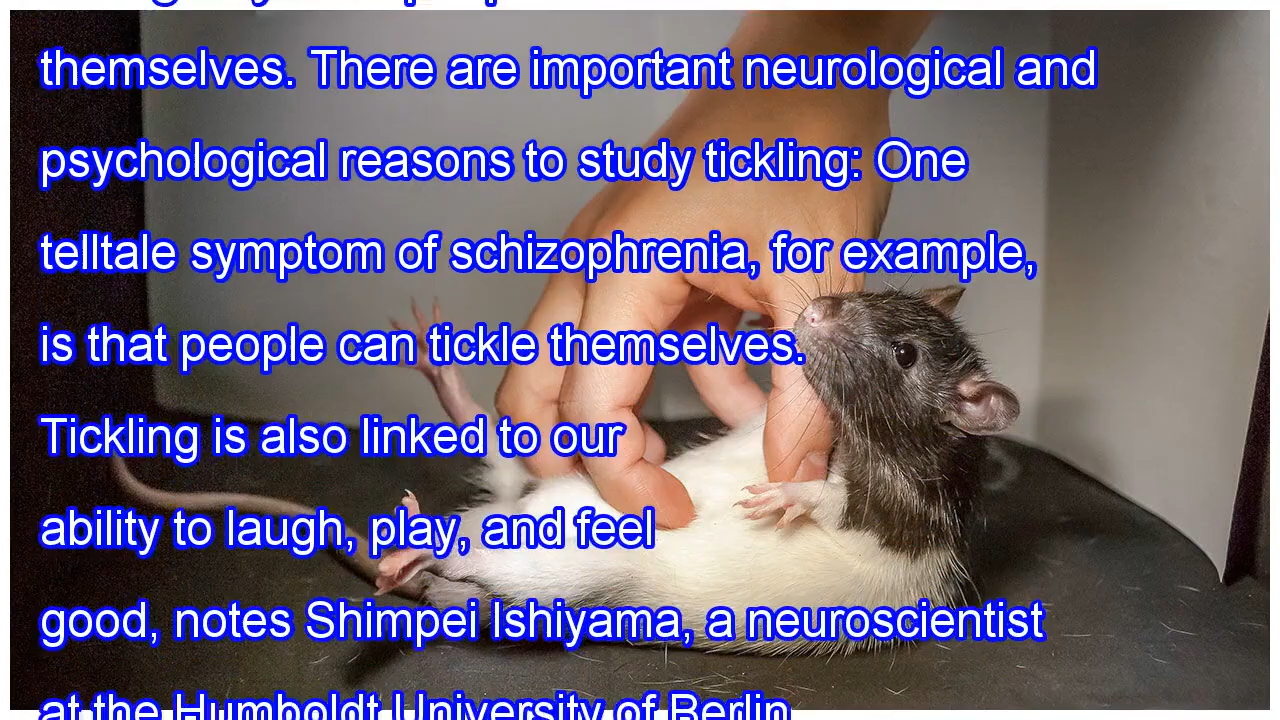 themselves. There are important neurological and
psychological reasons to study tickling: One
telltale symptom of schizophrenia, for example,
is that people can tickle themselves.
Tickling is also linked to our
ability to laugh, play, and feel
good, notes Shimpei Ishiyama, a neuroscientist
at the Humboldt University of Berlin